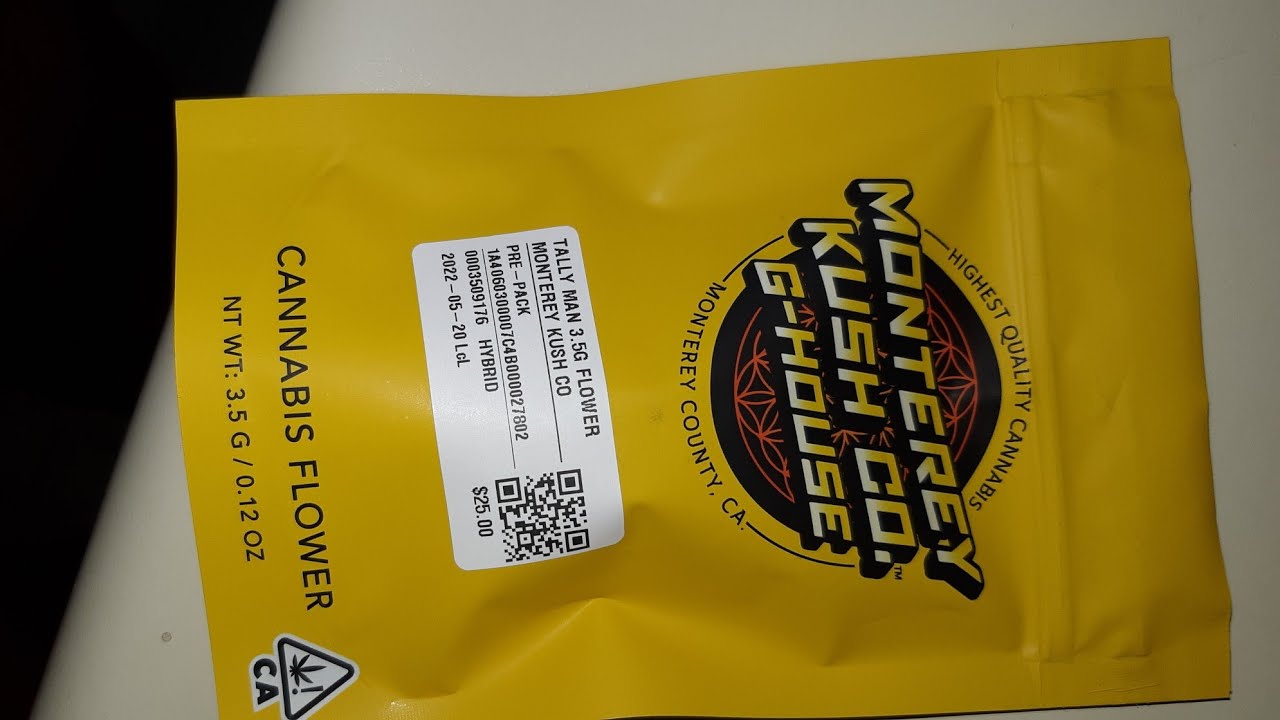 HIGHEST QUALITY CANNABIS
MONTEREY
KUSH CO.™
G-HOUSE
MONTEREY COUNTY, CA.
TALLY MAN 3.5G FLOWER
MONTEREY KUSH CO
PRE-PACK
1A4060300007C4B000027802
0003509176 HYBRID
2022-05-20 LcL
$25.00
CANNABIS FLOWER
NT WT: 3.5 G / 0.12 OZ
!
CA